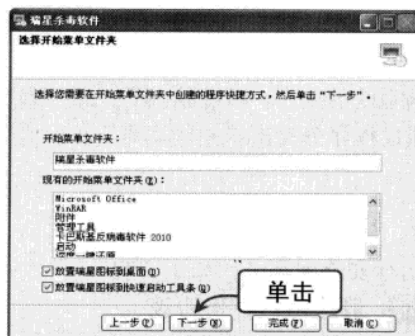 瑞星杀毒软件
选择开始菜单文件夹
选择您需要在开始菜单文件夹中创建的程序快捷方式，然后单击“下一步”。
开始菜单文件夹：
瑞星杀毒软件
现有的开始菜单文件夹(E)：
Microsoft Office
WinRAR
附件
管理工具
卡巴斯基反病毒软件 2010
启动
深度一键还原
放置瑞星图标到桌面(D)
放置瑞星图标到快速启动工具条(Q)
单击
上一步(P) 下一步(N) 完成(F) 取消(C)